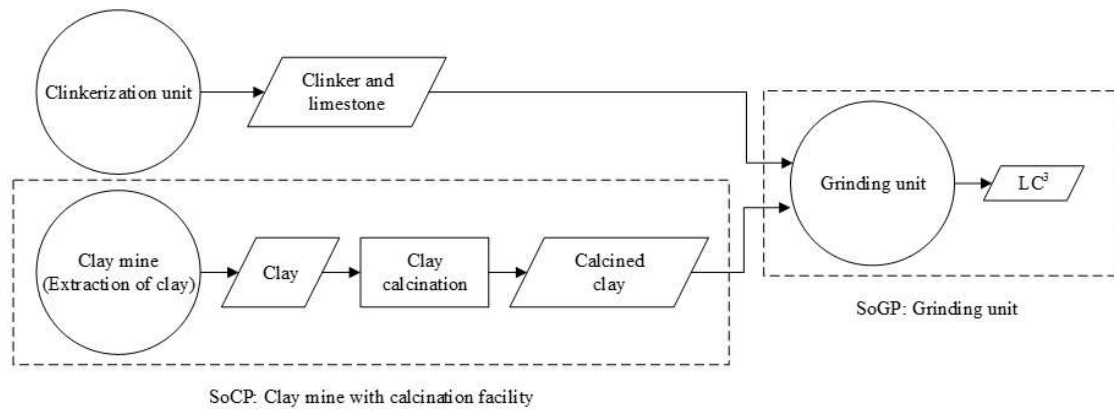 Clinkerization unit
Clinker and
limestone
Grinding unit
LC³
Clay mine
(Extraction of clay)
Clay
Clay
calcination
Calcined
clay
SoGP: Grinding unit
SoCP: Clay mine with calcination facility